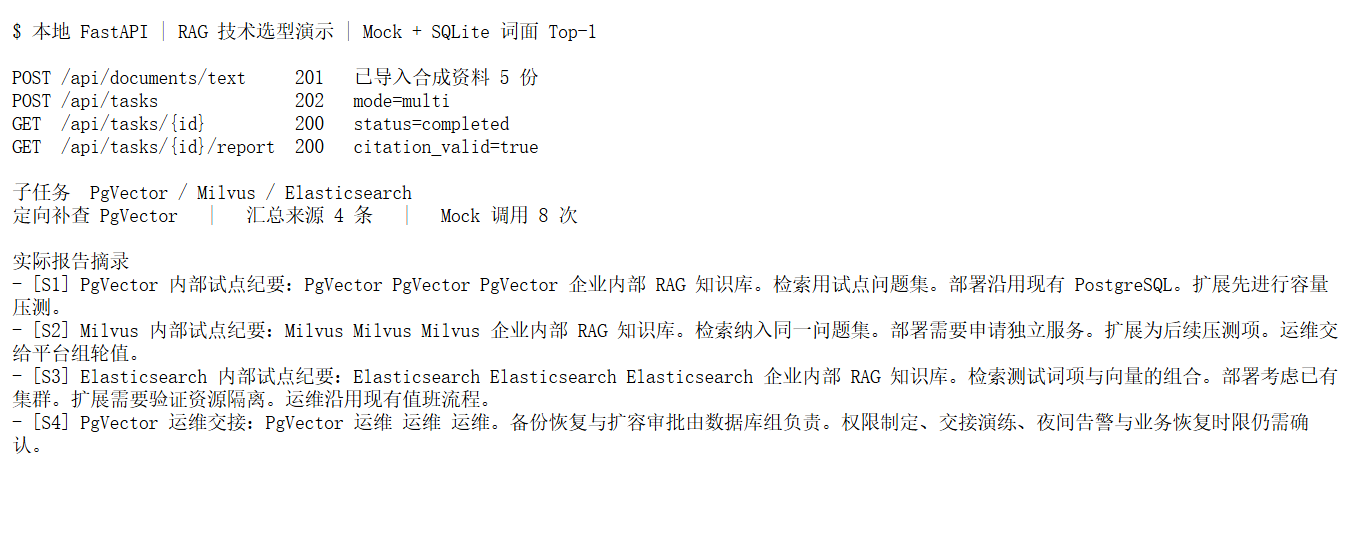 $ 本地 FastAPI | RAG 技术选型演示 | Mock + SQLite 词面 Top-1
POST /api/documents/text 201 已导入合成资料 5 份
POST /api/tasks 202 mode=multi
GET /api/tasks/{id} 200 status=completed
GET /api/tasks/{id}/report 200 citation_valid=true
子任务 PgVector / Milvus / Elasticsearch
定向补查 PgVector | 汇总来源 4 条 | Mock 调用 8 次
实际报告摘录
- [S1] PgVector 内部试点纪要：PgVector PgVector PgVector 企业内部 RAG 知识库。检索用试点问题集。部署沿用现有 PostgreSQL。扩展先进行容量
压测。
- [S2] Milvus 内部试点纪要：Milvus Milvus Milvus 企业内部 RAG 知识库。检索纳入同一问题集。部署需要申请独立服务。扩展为后续压测项。运维交
给平台组轮值。
- [S3] Elasticsearch 内部试点纪要：Elasticsearch Elasticsearch Elasticsearch 企业内部 RAG 知识库。检索测试词项与向量的组合。部署考虑已有
集群。扩展需要验证资源隔离。运维沿用现有值班流程。
- [S4] PgVector 运维交接：PgVector 运维 运维 运维。备份恢复与扩容审批由数据库组负责。权限制定、交接演练、夜间告警与业务恢复时限仍需确
认。